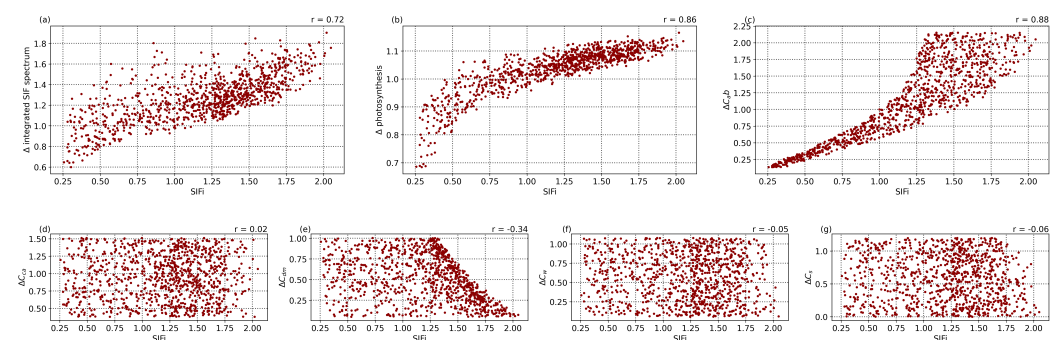 (a) r = 0.72
Δ integrated SIF spectrum
1.8
1.6
1.4
1.2
1.0
0.8
0.6
0.25 0.50 0.75 1.00 1.25 1.50 1.75 2.00
SIFi
(b) r = 0.86
Δ photosynthesis
1.1
1.0
0.9
0.8
0.7
0.25 0.50 0.75 1.00 1.25 1.50 1.75 2.00
SIFi
(c) r = 0.88
2.25
2.00
1.75
1.50
1.25
1.00
0.75
0.50
0.25
0.25 0.50 0.75 1.00 1.25 1.50 1.75 2.00
SIFi
(d) r = 0.02
ΔC_ca
1.50
1.25
1.00
0.75
0.50
0.25 0.50 0.75 1.00 1.25 1.50 1.75 2.00
SIFi
(e) r = -0.34
ΔC_dm
1.00
0.75
0.50
0.25
0.25 0.50 0.75 1.00 1.25 1.50 1.75 2.00
SIFi
(f) r = -0.05
ΔC_w
1.00
0.75
0.50
0.25
0.25 0.50 0.75 1.00 1.25 1.50 1.75 2.00
SIFi
(g) r = -0.06
ΔC_s
1.0
0.5
0.0
0.25 0.50 0.75 1.00 1.25 1.50 1.75 2.00
SIFi